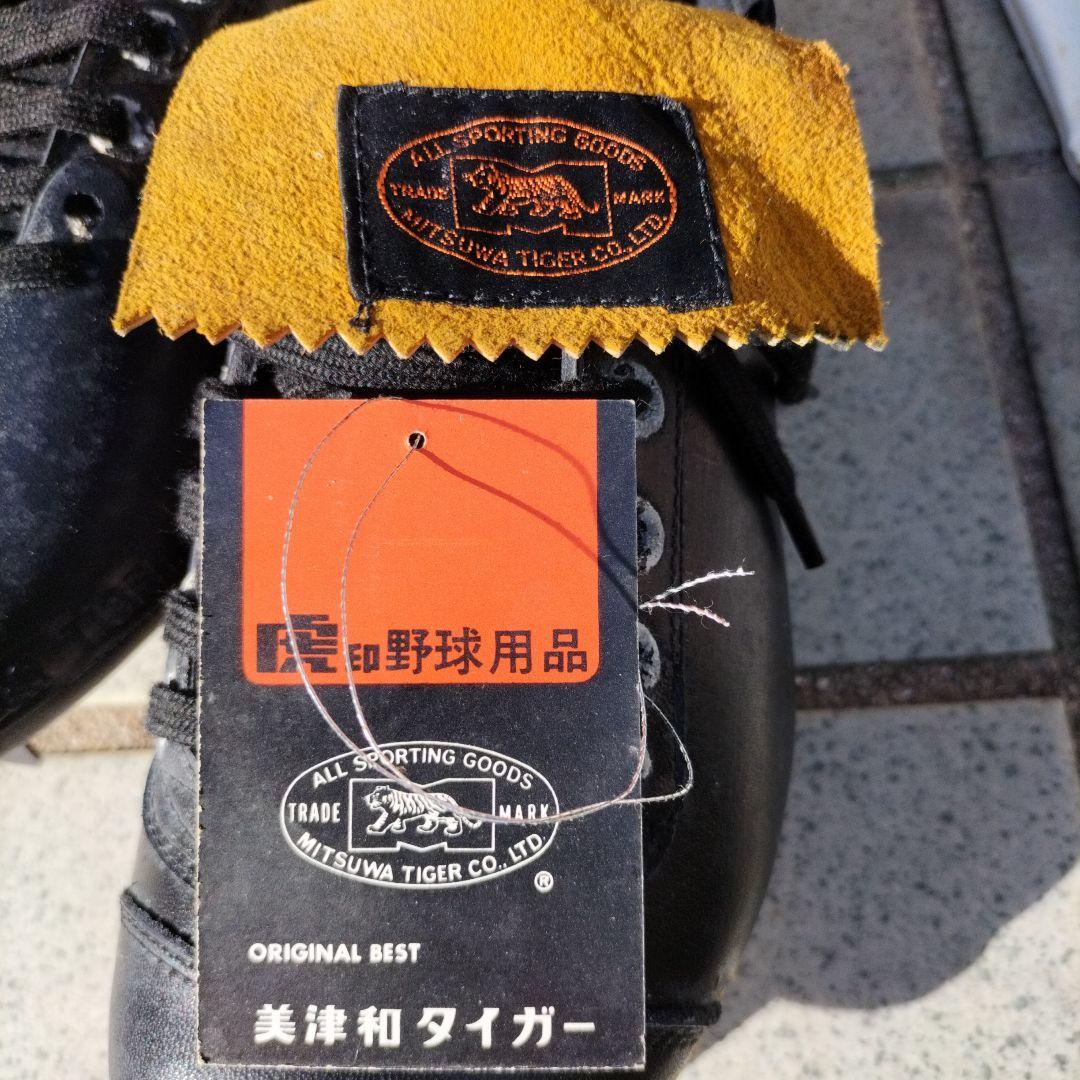 ALL SPORTING GOODS
TRADE MARK
MITSUWA TIGER CO., LTD.
虎印野球用品
ALL SPORTING GOODS
TRADE MARK
MITSUWA TIGER CO., LTD.
®
ORIGINAL BEST
美津和タイガー